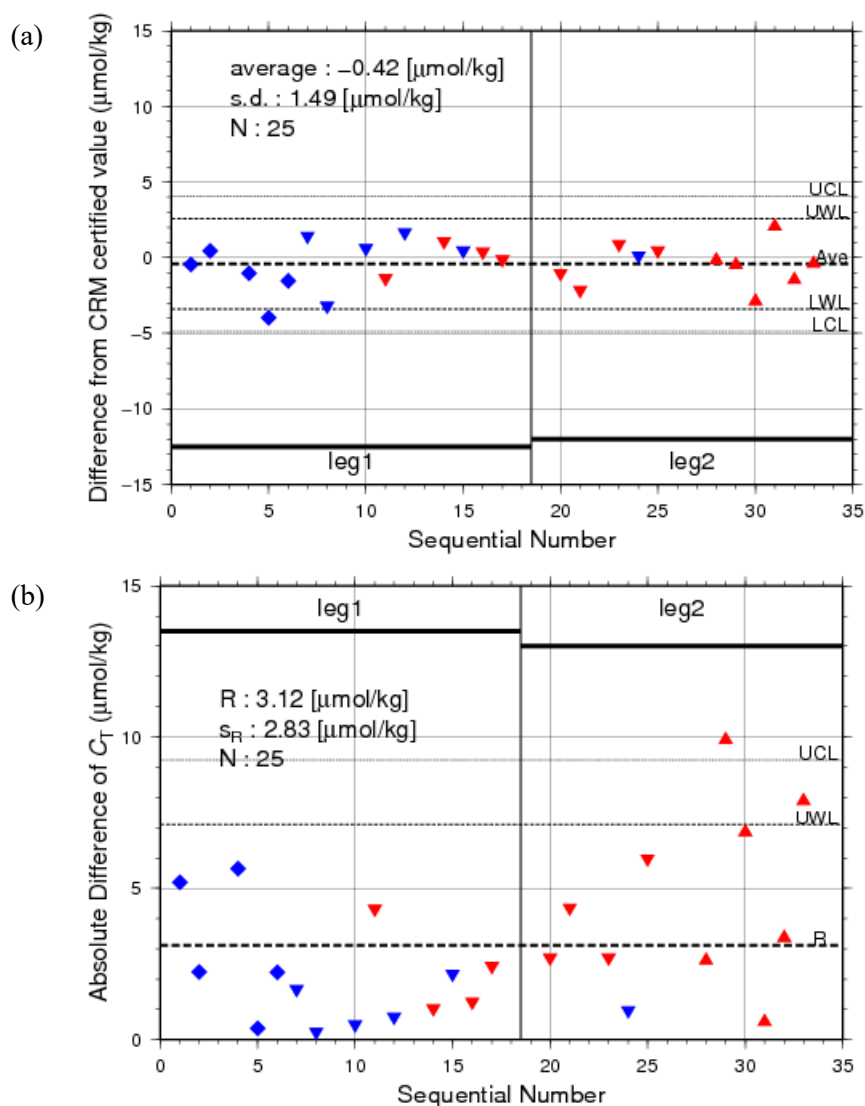 (a)
Difference from CRM certified value (μmol/kg)
15
10
5
0
−5
−10
−15
average : −0.42 [μmol/kg]
s.d. : 1.49 [μmol/kg]
N : 25
UCL
UWL
Ave
LWL
LCL
leg1 leg2
0 5 10 15 20 25 30 35
Sequential Number
(b)
Absolute Difference of CT (μmol/kg)
15
10
5
0
leg1 leg2
R : 3.12 [μmol/kg]
sR : 2.83 [μmol/kg]
N : 25
UCL
UWL
R
0 5 10 15 20 25 30 35
Sequential Number